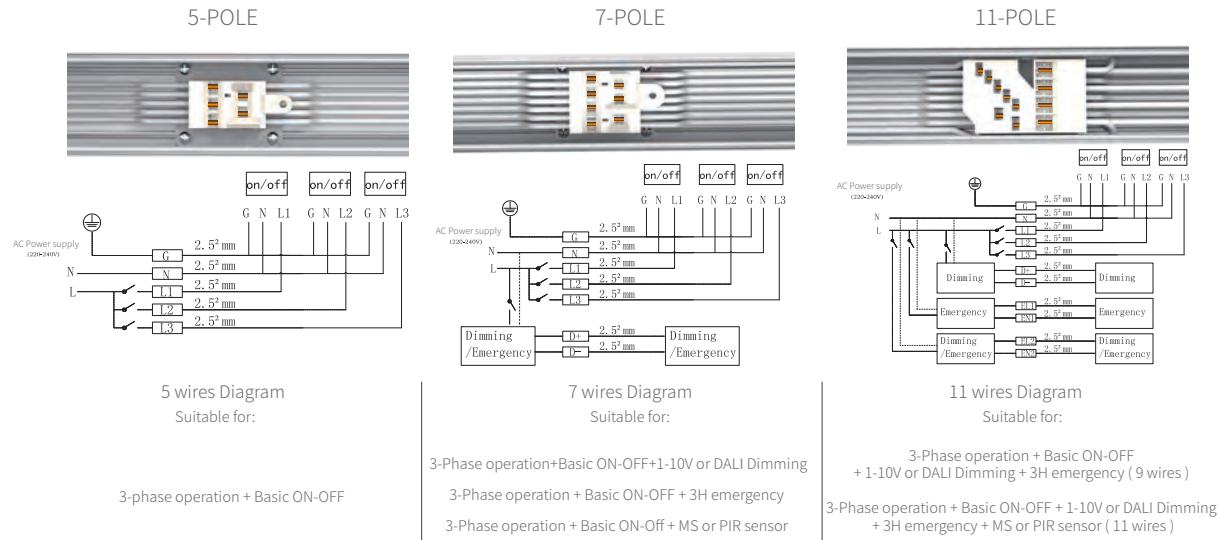 5-POLE
7-POLE
11-POLE
on/off on/off on/off
G N L1 G N L2 G N L3
AC Power supply
(220-240V)
G 2.5² mm
N N 2.5² mm
L L1 2.5² mm
L2 2.5² mm
L3 2.5² mm
on/off on/off on/off
G N L1 G N L2 G N L3
AC Power supply
(220-240V)
G 2.5² mm
N N 2.5² mm
L L1 2.5² mm
L2 2.5² mm
L3 2.5² mm
Dimming
/Emergency
D+ 2.5² mm
D- 2.5² mm
Dimming
/Emergency
on/off on/off on/off
G N L1 G N L2 G N L3
AC Power supply
(220-240V)
G 2.5² mm
N N 2.5² mm
L L1 2.5² mm
L2 2.5² mm
L3 2.5² mm
Dimming D+ 2.5² mm Dimming
D- 2.5² mm
Emergency EL1 2.5² mm Emergency
EN1 2.5² mm
Dimming
/Emergency
EL2 2.5² mm
EN2 2.5² mm
Dimming
/Emergency
5 wires Diagram
Suitable for:
3-phase operation + Basic ON-OFF
7 wires Diagram
Suitable for:
3-Phase operation+Basic ON-OFF+1-10V or DALI Dimming
3-Phase operation + Basic ON-OFF + 3H emergency
3-Phase operation + Basic ON-Off + MS or PIR sensor
11 wires Diagram
Suitable for:
3-Phase operation + Basic ON-OFF
+ 1-10V or DALI Dimming + 3H emergency ( 9 wires )
3-Phase operation + Basic ON-OFF + 1-10V or DALI Dimming
+ 3H emergency + MS or PIR sensor ( 11 wires )